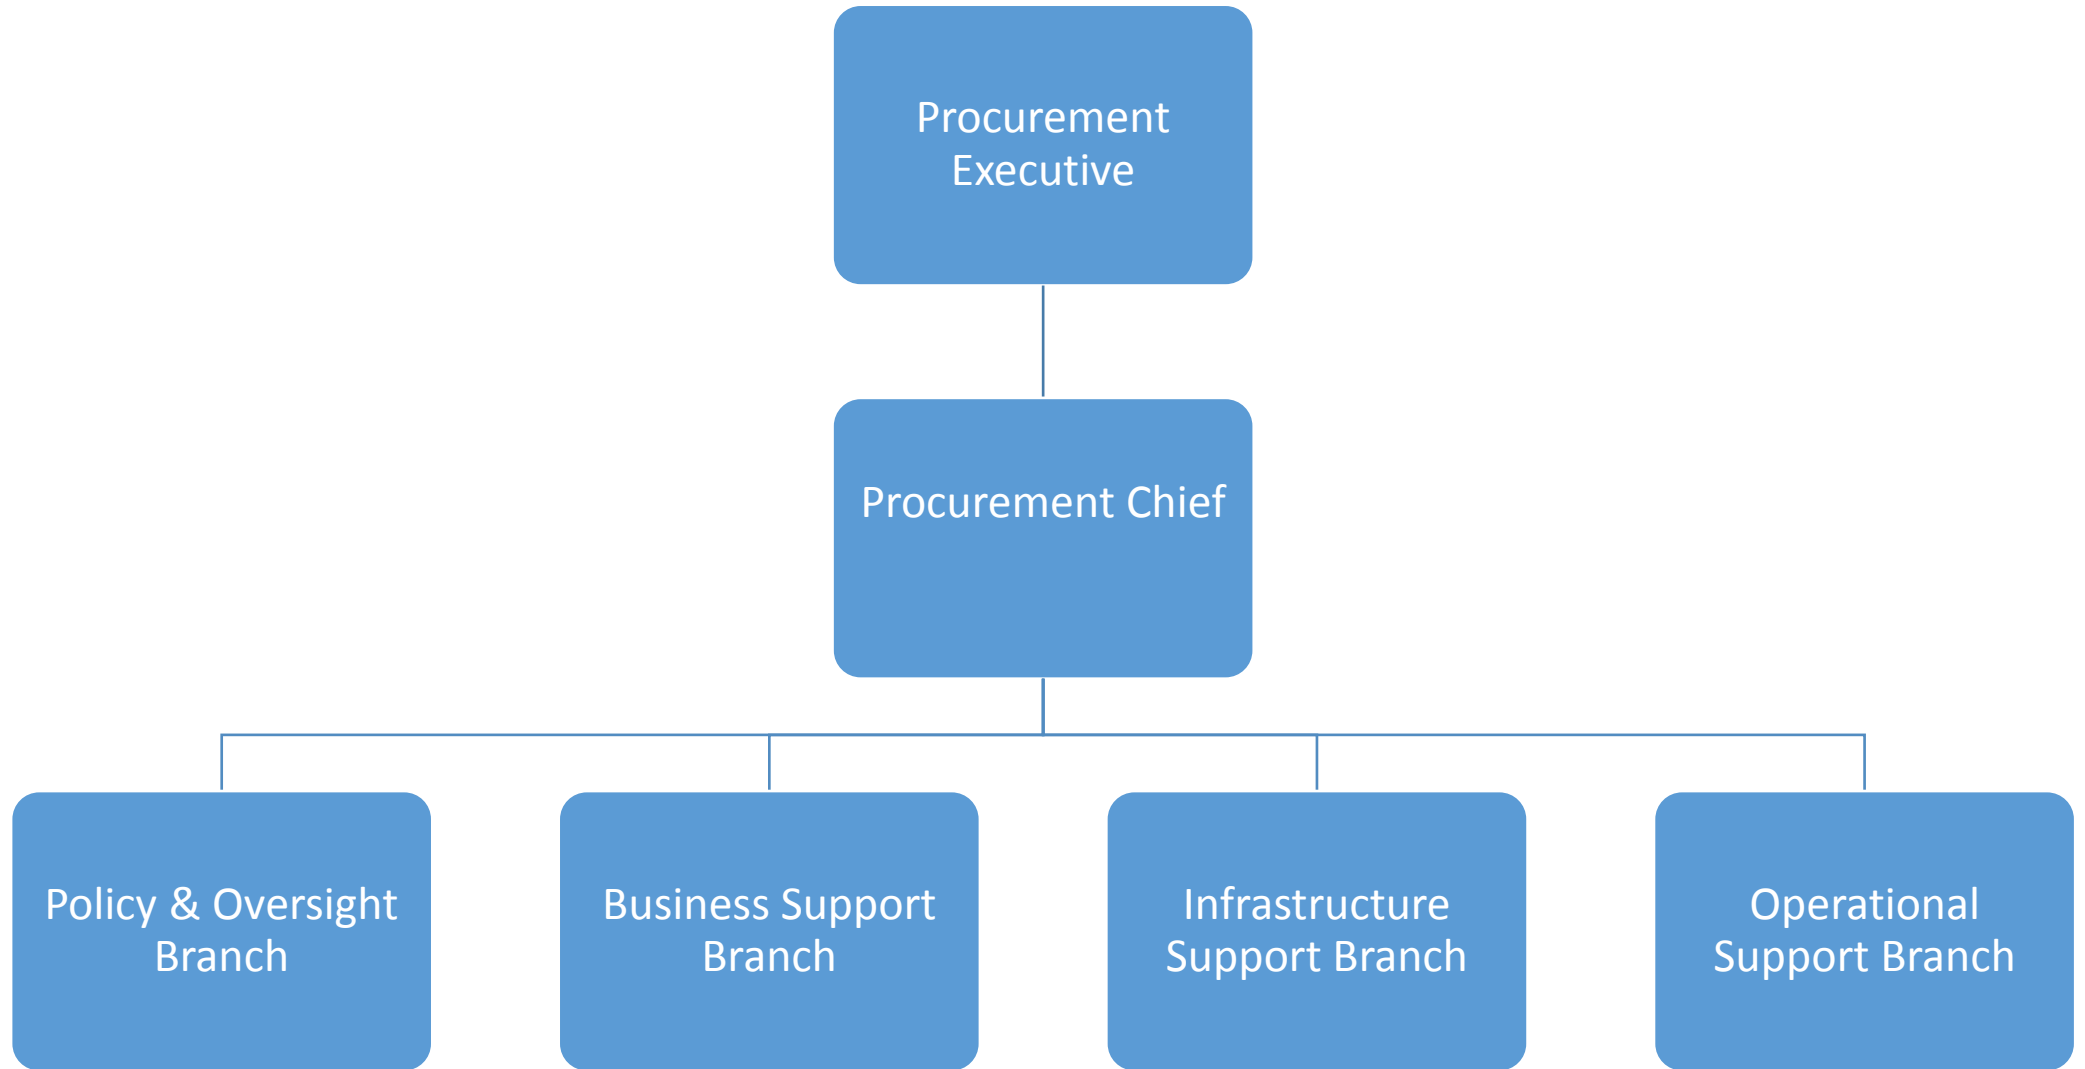 Procurement
Executive
Procurement Chief
Policy & Oversight
Branch
Business Support
Branch
Infrastructure
Support Branch
Operational
Support Branch